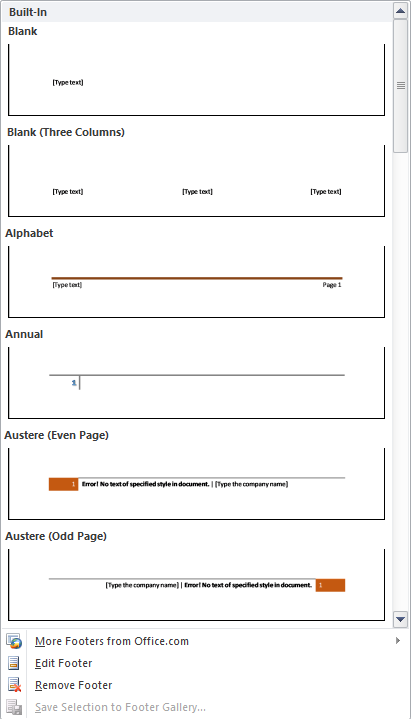 Built-In
Blank
[Type text]
Blank (Three Columns)
[Type text] [Type text] [Type text]
Alphabet
[Type text] Page 1
Annual
1
Austere (Even Page)
1 Error! No text of specified style in document. | [Type the company name]
Austere (Odd Page)
[Type the company name] | Error! No text of specified style in document. 1
More Footers from Office.com
Edit Footer
Remove Footer
Save Selection to Footer Gallery...